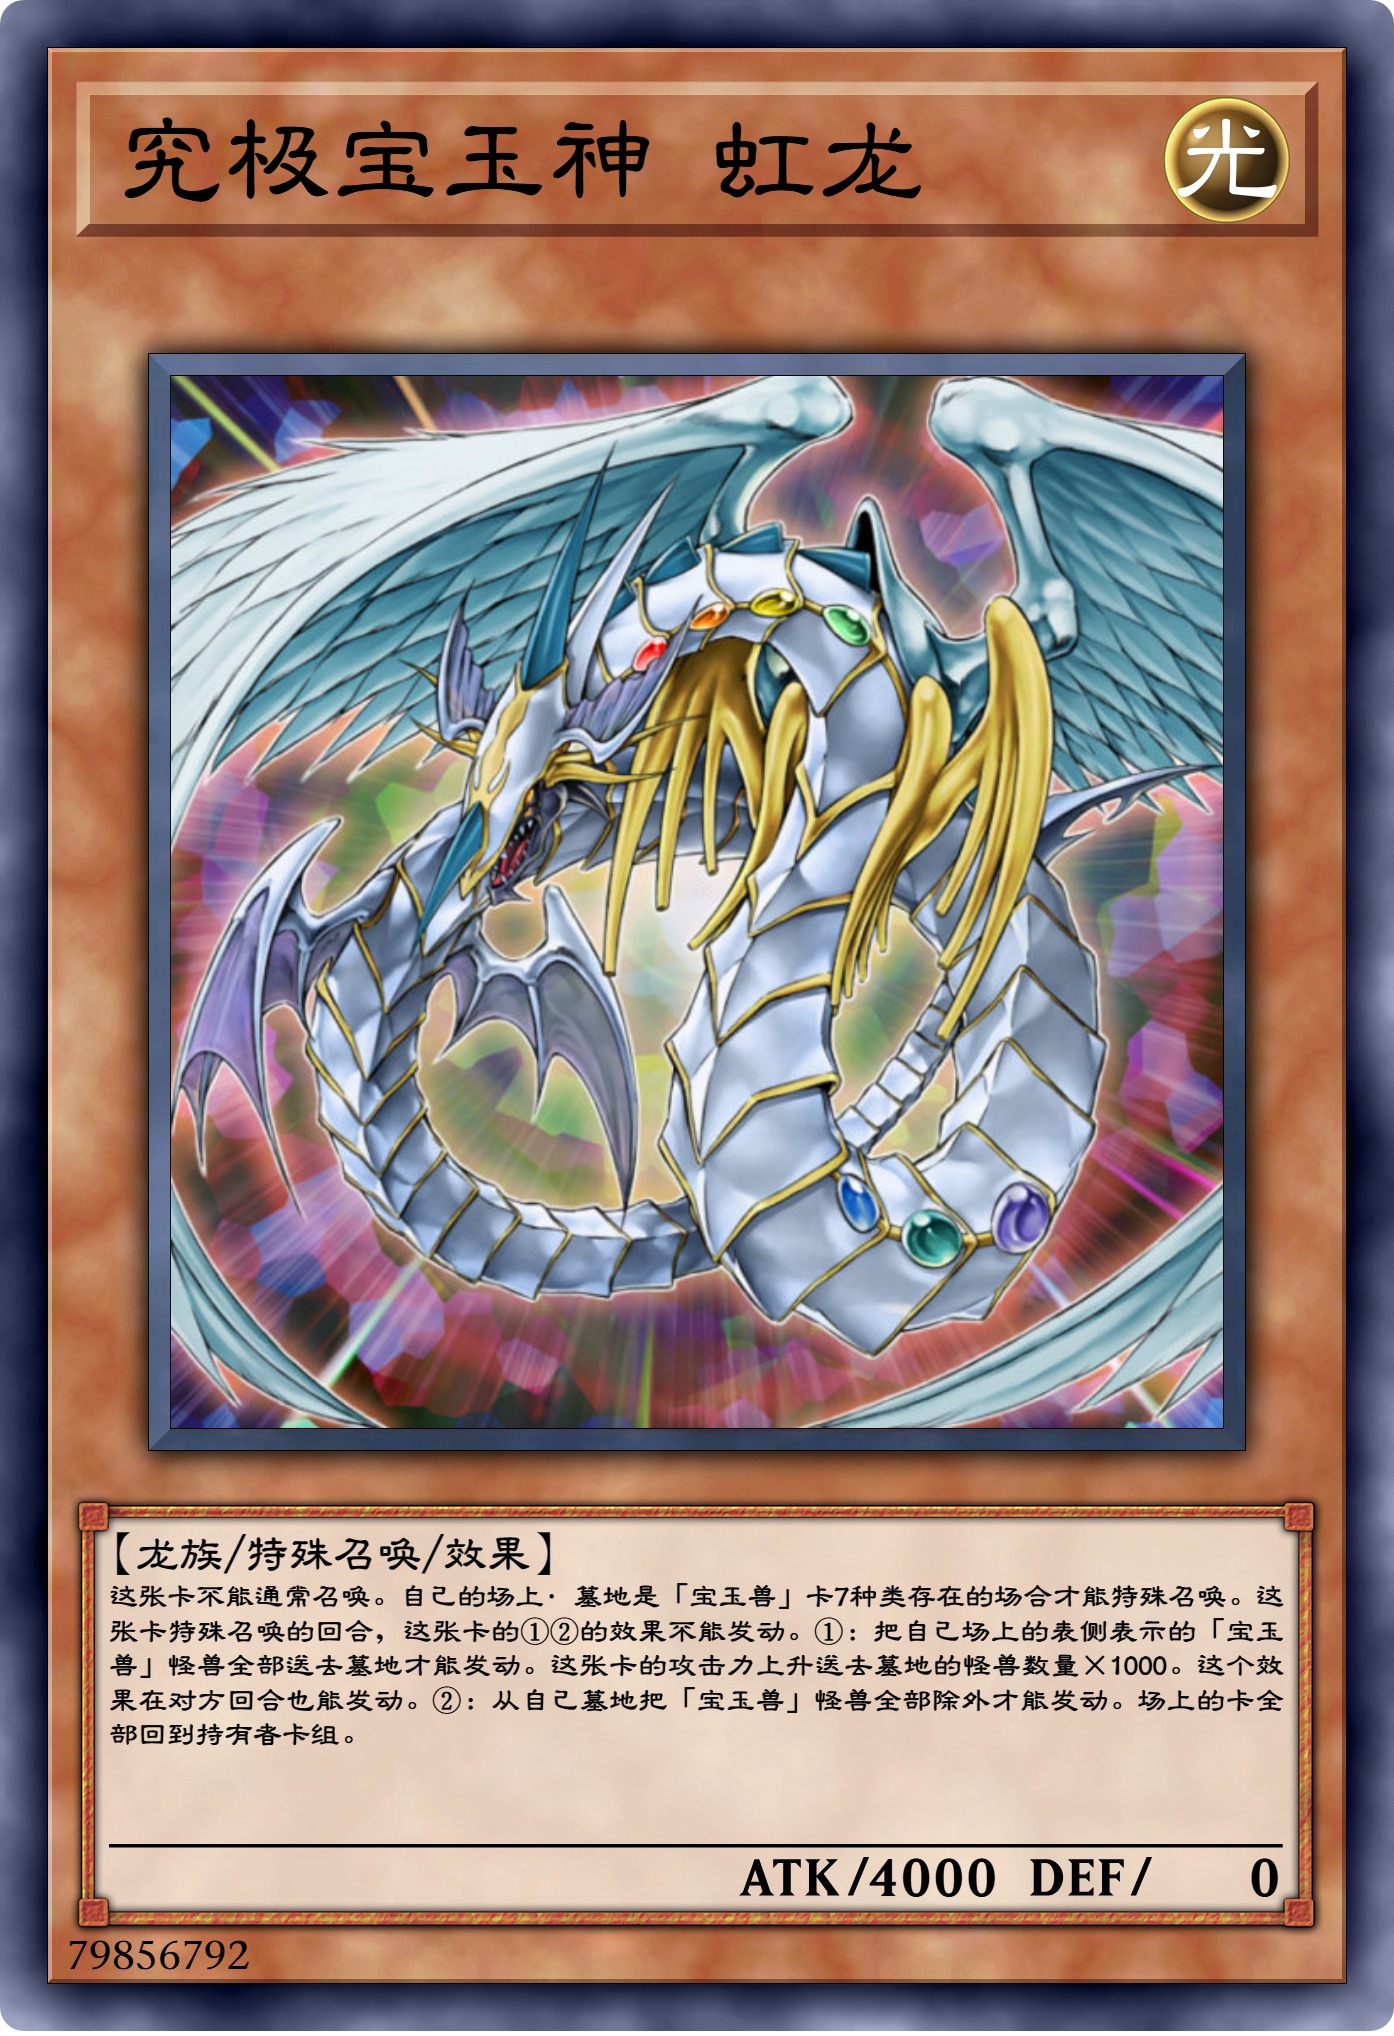 究极宝玉神 虹龙
光
【龙族/特殊召唤/效果】
这张卡不能通常召唤。自己的场上·墓地是「宝玉兽」卡7种类存在的场合才能特殊召唤。这
张卡特殊召唤的回合，这张卡的①②的效果不能发动。①：把自己场上的表侧表示的「宝玉
兽」怪兽全部送去墓地才能发动。这张卡的攻击力上升送去墓地的怪兽数量×1000。这个效
果在对方回合也能发动。②：从自己墓地把「宝玉兽」怪兽全部除外才能发动。场上的卡全
部回到持有者卡组。
ATK/4000 DEF/ 0
79856792